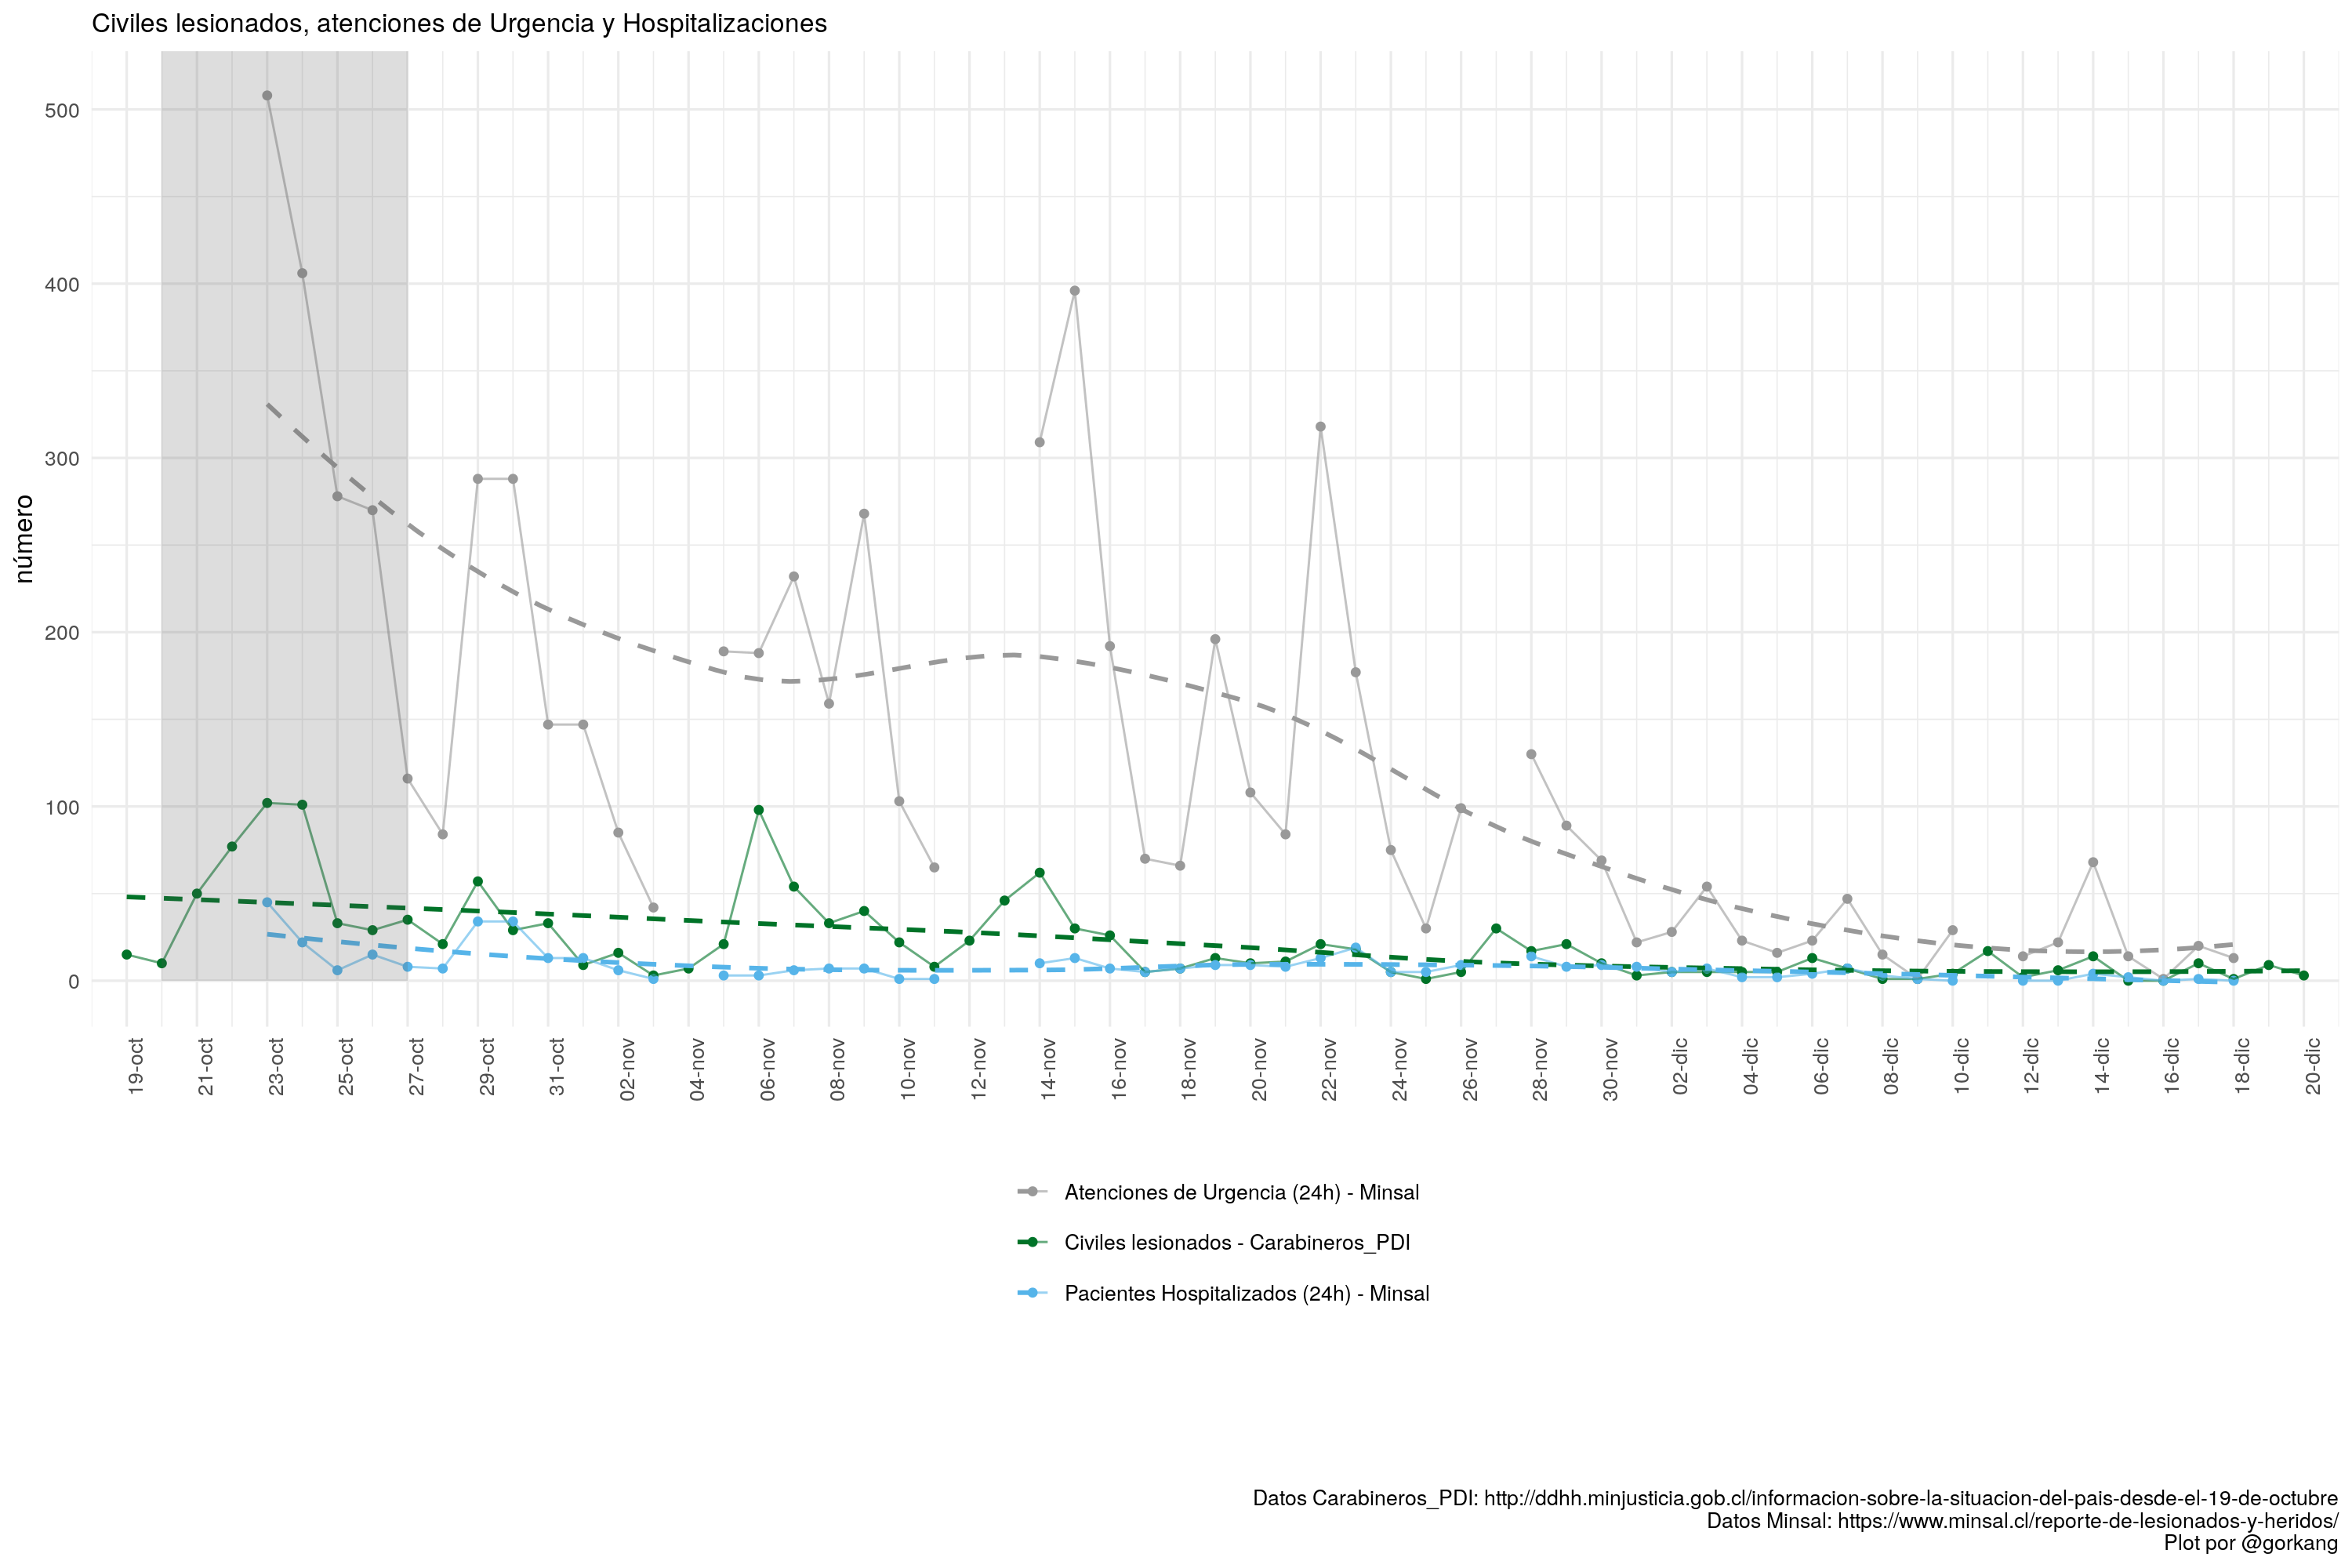 Civiles lesionados, atenciones de Urgencia y Hospitalizaciones
número
500
400
300
200
100
0
19-oct
21-oct
23-oct
25-oct
27-oct
29-oct
31-oct
02-nov
04-nov
06-nov
08-nov
10-nov
12-nov
14-nov
16-nov
18-nov
20-nov
22-nov
24-nov
26-nov
28-nov
30-nov
02-dic
04-dic
06-dic
08-dic
10-dic
12-dic
14-dic
16-dic
18-dic
20-dic
Atenciones de Urgencia (24h) - Minsal
Civiles lesionados - Carabineros_PDI
Pacientes Hospitalizados (24h) - Minsal
Datos Carabineros_PDI: http://ddhh.minjusticia.gob.cl/informacion-sobre-la-situacion-del-pais-desde-el-19-de-octubre
Datos Minsal: https://www.minsal.cl/reporte-de-lesionados-y-heridos/
Plot por @gorkang